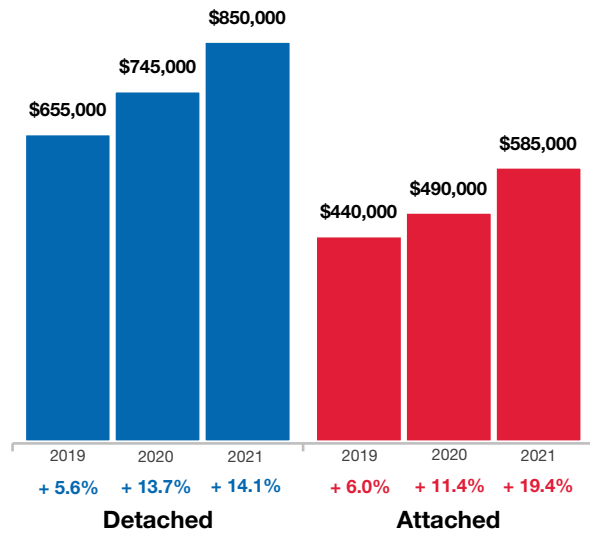 $850,000
$745,000
$655,000
$585,000
$490,000
$440,000
2019 2020 2021 2019 2020 2021
+ 5.6% + 13.7% + 14.1% + 6.0% + 11.4% + 19.4%
Detached Attached